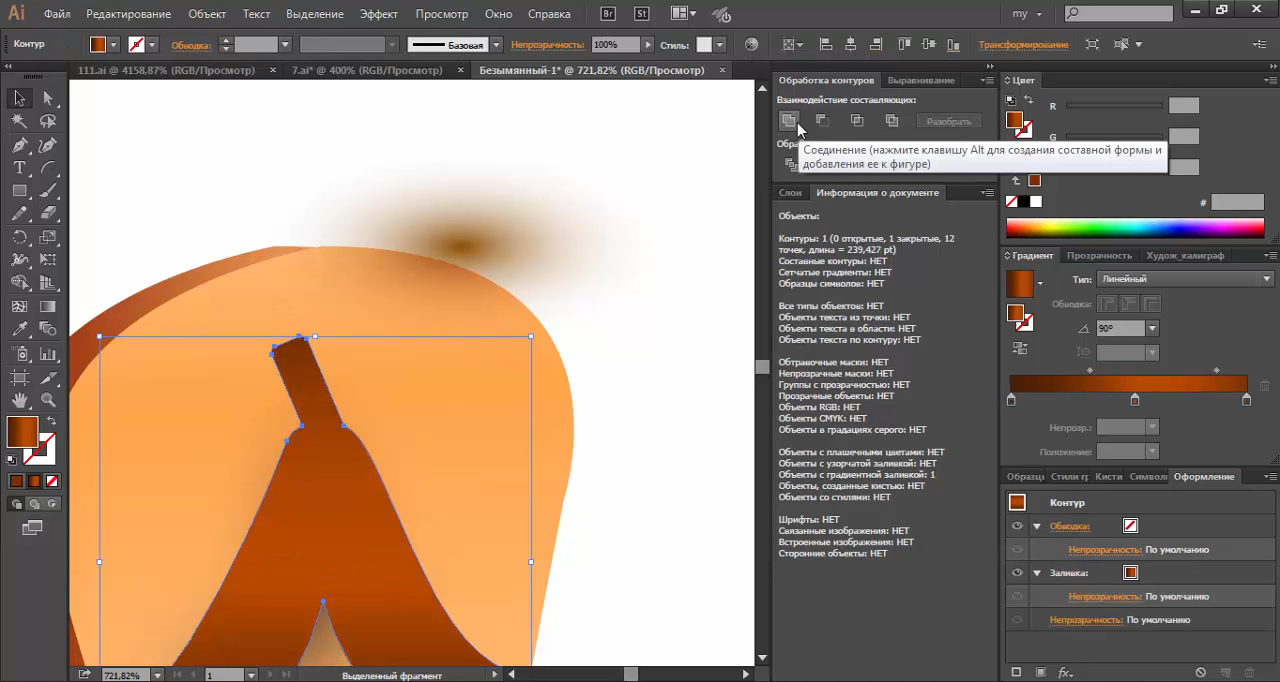 Ai Файл Редактирование Объект Текст Выделение Эффект Просмотр Окно Справка Br St my
Контур Обводка: Базовая Непрозрачность: 100% Стиль: Трансформирование
111.ai @ 4158,87% (RGB/Просмотр) × 7.ai* @ 400% (RGB/Просмотр) × Безымянный-1* @ 721,82% (RGB/Просмотр) ×
Обработка контуров Выравнивание
Взаимодействие составляющих:
Разобрать
Обра
Соединение (нажмите клавишу Alt для создания составной формы и
добавления ее к фигуре)
Слои Информация о документе
Объекты:
Контуры: 1 (0 открытые, 1 закрытые, 12
точек, длина = 239,427 pt)
Составные контуры: НЕТ
Сетчатые градиенты: НЕТ
Образцы символов: НЕТ
Все типы объектов: НЕТ
Объекты текста из точки: НЕТ
Объекты текста в области: НЕТ
Объекты текста по контуру: НЕТ
Обтравочные маски: НЕТ
Непрозрачные маски: НЕТ
Группы с прозрачностью: НЕТ
Прозрачные объекты: НЕТ
Объекты RGB: НЕТ
Объекты CMYK: НЕТ
Объекты в градациях серого: НЕТ
Объекты с плашечными цветами: НЕТ
Объекты с узорчатой заливкой: НЕТ
Объекты с градиентной заливкой: 1
Объекты, созданные кистью: НЕТ
Объекты со стилями: НЕТ
Шрифты: НЕТ
Связанные изображения: НЕТ
Встроенные изображения: НЕТ
Сторонние объекты: НЕТ
Цвет
R
G
#
Градиент Прозрачность Худож_калиграф
Тип: Линейный
Обводка:
90°
Непрозр.:
Положение:
Образцы Стили гр Кисти Символы Оформление
Контур
Обводка:
Непрозрачность: По умолчанию
Заливка:
Непрозрачность: По умолчанию
Непрозрачность: По умолчанию
fx
721,82% 1 Выделенный фрагмент